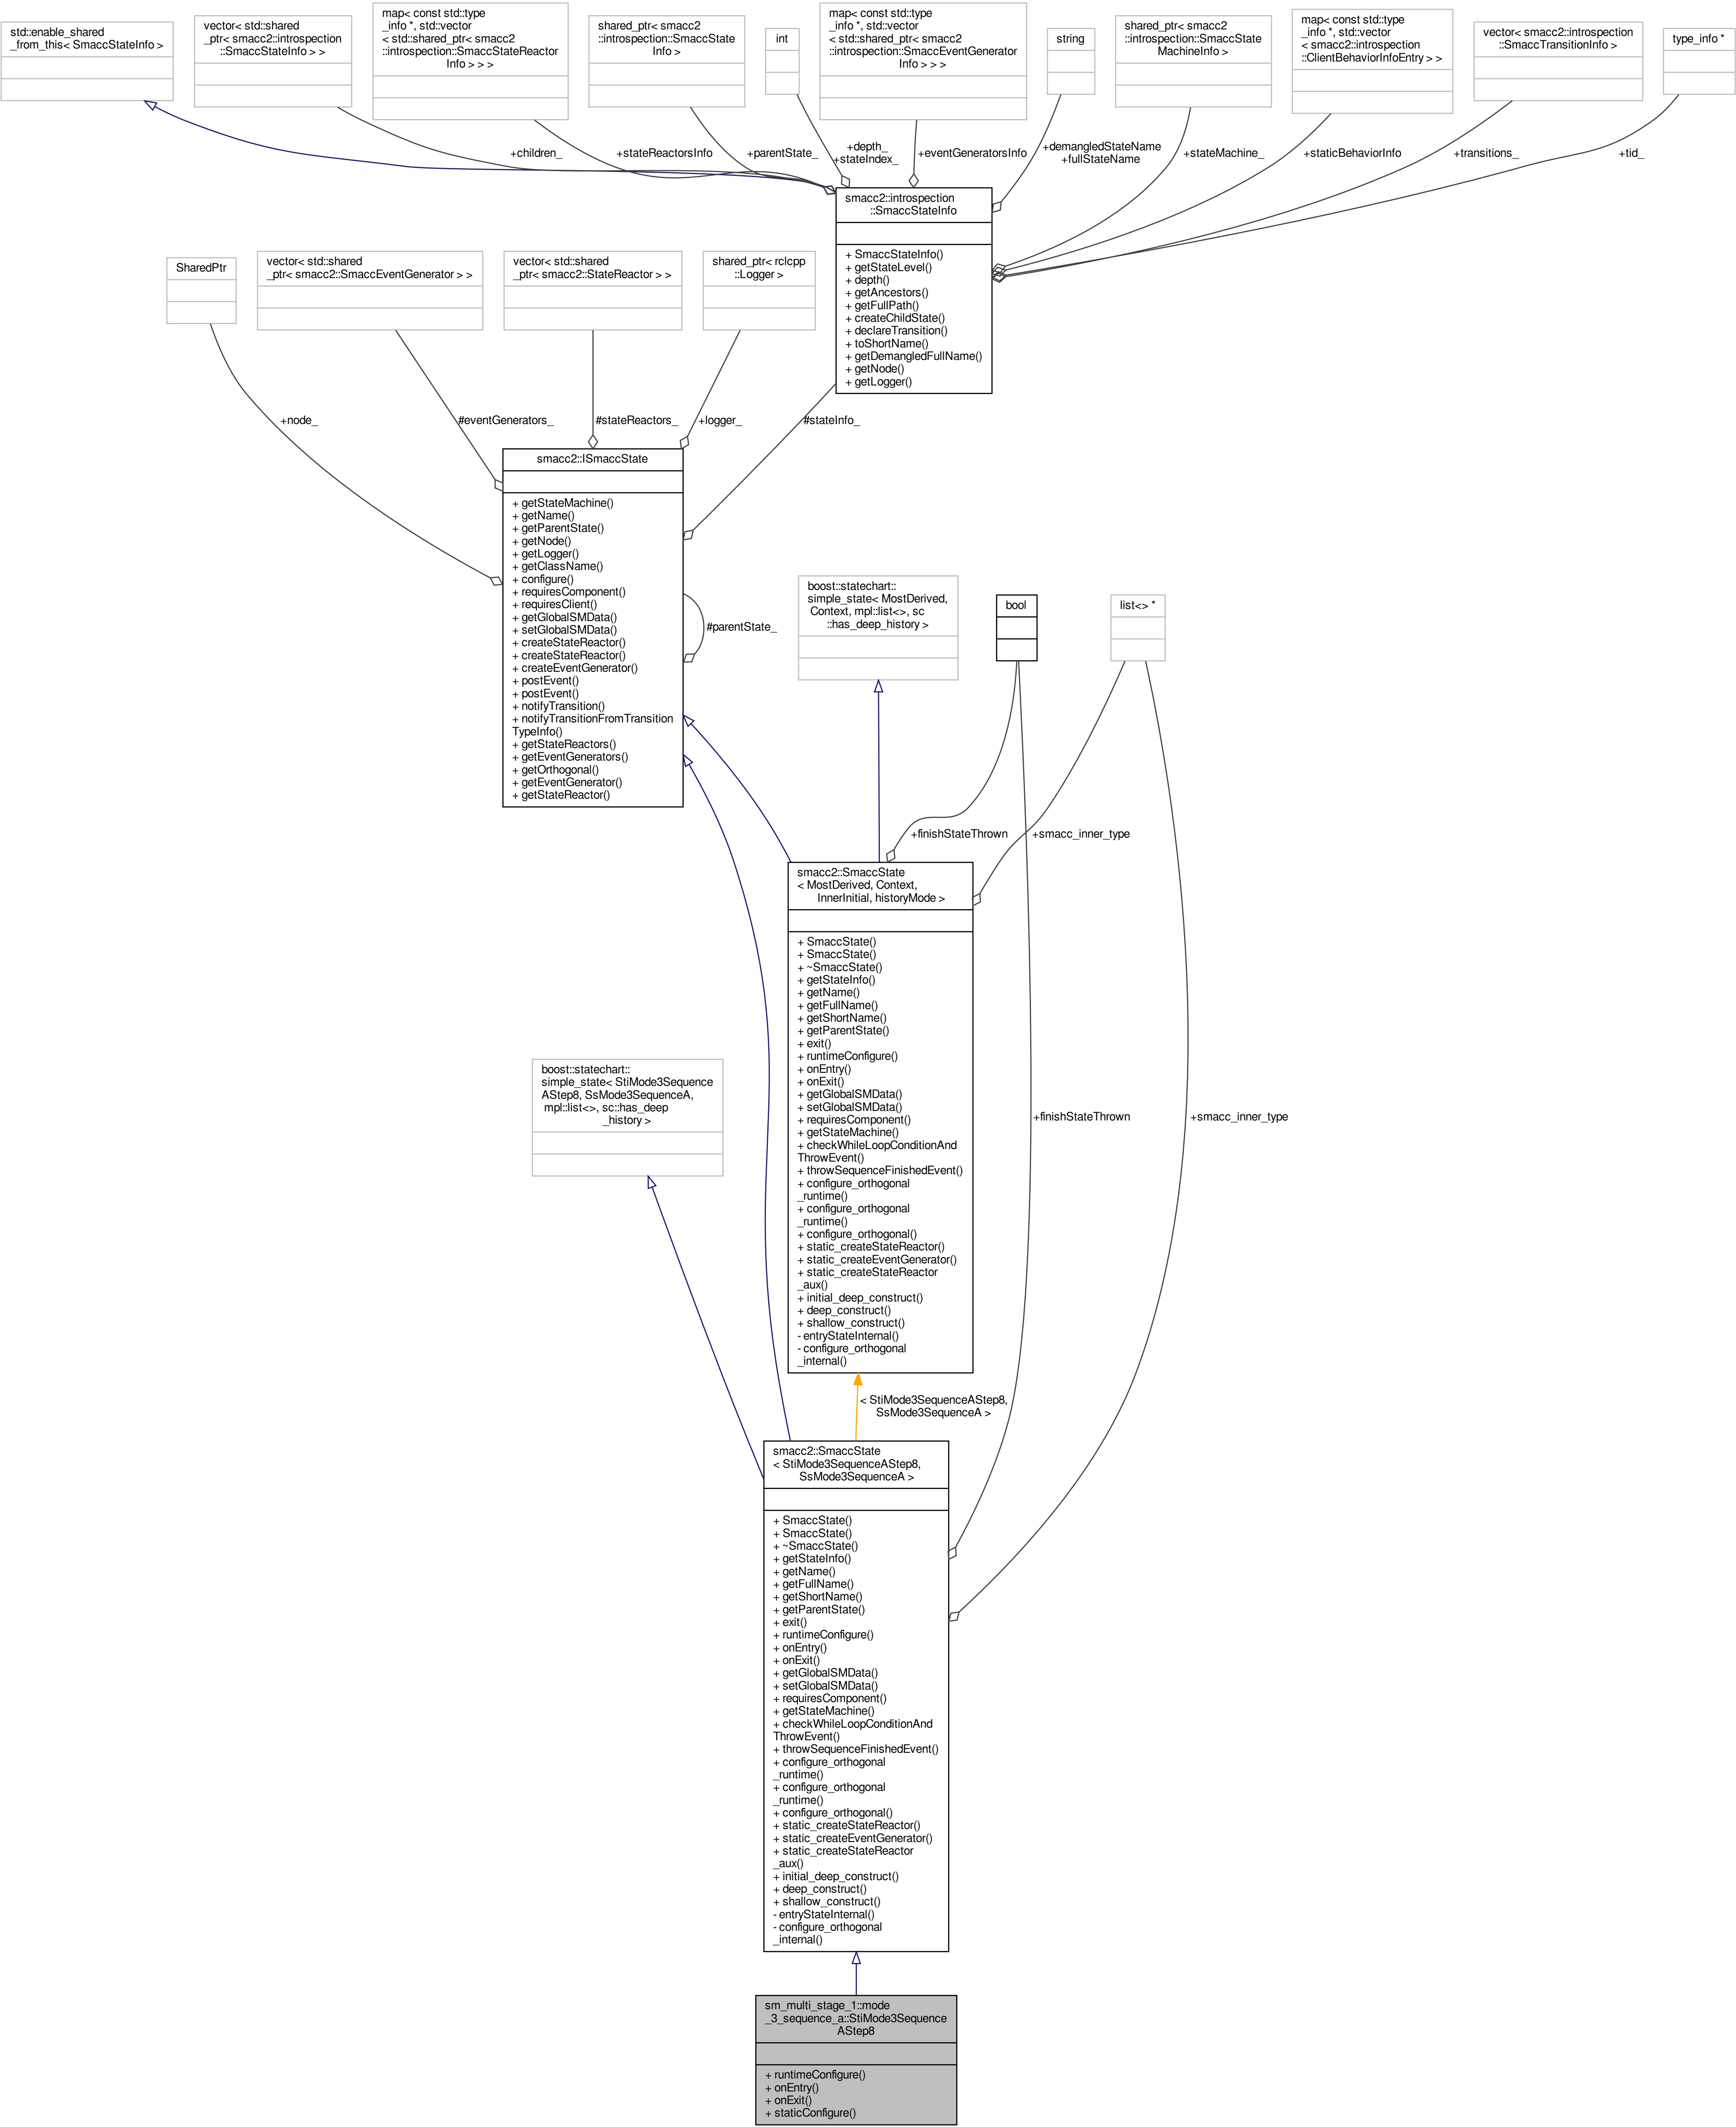 std::enable_shared
_from_this< SmaccStateInfo >
vector< std::shared
_ptr< smacc2::introspection
::SmaccStateInfo > >
map< const std::type
_info *, std::vector
< std::shared_ptr< smacc2
::introspection::SmaccStateReactor
Info > > >
shared_ptr< smacc2
::introspection::SmaccState
Info >
int
map< const std::type
_info *, std::vector
< std::shared_ptr< smacc2
::introspection::SmaccEventGenerator
Info > > >
string
shared_ptr< smacc2
::introspection::SmaccState
MachineInfo >
map< const std::type
_info *, std::vector
< smacc2::introspection
::ClientBehaviorInfoEntry > >
vector< smacc2::introspection
::SmaccTransitionInfo >
type_info *
+children_
+stateReactorsInfo
+parentState_
+depth_
+stateIndex_
+eventGeneratorsInfo
+demangledStateName
+fullStateName
+stateMachine_
+staticBehaviorInfo
+transitions_
+tid_
smacc2::introspection
::SmaccStateInfo
+ SmaccStateInfo()
+ getStateLevel()
+ depth()
+ getAncestors()
+ getFullPath()
+ createChildState()
+ declareTransition()
+ toShortName()
+ getDemangledFullName()
+ getNode()
+ getLogger()
SharedPtr
vector< std::shared
_ptr< smacc2::SmaccEventGenerator > >
vector< std::shared
_ptr< smacc2::StateReactor > >
shared_ptr< rclcpp
::Logger >
+node_
#eventGenerators_
#stateReactors_
+logger_
#stateInfo_
smacc2::ISmaccState
+ getStateMachine()
+ getName()
+ getParentState()
+ getNode()
+ getLogger()
+ getClassName()
+ configure()
+ requiresComponent()
+ requiresClient()
+ getGlobalSMData()
+ setGlobalSMData()
+ createStateReactor()
+ createStateReactor()
+ createEventGenerator()
+ postEvent()
+ postEvent()
+ notifyTransition()
+ notifyTransitionFromTransition
TypeInfo()
+ getStateReactors()
+ getEventGenerators()
+ getOrthogonal()
+ getEventGenerator()
+ getStateReactor()
#parentState_
boost::statechart::
simple_state< MostDerived,
Context, mpl::list<>, sc
::has_deep_history >
bool
list<> *
+finishStateThrown
+smacc_inner_type
smacc2::SmaccState
< MostDerived, Context,
InnerInitial, historyMode >
+ SmaccState()
+ SmaccState()
+ ~SmaccState()
+ getStateInfo()
+ getName()
+ getFullName()
+ getShortName()
+ getParentState()
+ exit()
+ runtimeConfigure()
+ onEntry()
+ onExit()
+ getGlobalSMData()
+ setGlobalSMData()
+ requiresComponent()
+ getStateMachine()
+ checkWhileLoopConditionAnd
ThrowEvent()
+ throwSequenceFinishedEvent()
+ configure_orthogonal
_runtime()
+ configure_orthogonal
_runtime()
+ configure_orthogonal()
+ static_createStateReactor()
+ static_createEventGenerator()
+ static_createStateReactor
_aux()
+ initial_deep_construct()
+ deep_construct()
+ shallow_construct()
- entryStateInternal()
- configure_orthogonal
_internal()
boost::statechart::
simple_state< StiMode3Sequence
AStep8, SsMode3SequenceA,
mpl::list<>, sc::has_deep
_history >
+finishStateThrown
+smacc_inner_type
< StiMode3SequenceAStep8,
SsMode3SequenceA >
smacc2::SmaccState
< StiMode3SequenceAStep8,
SsMode3SequenceA >
+ SmaccState()
+ SmaccState()
+ ~SmaccState()
+ getStateInfo()
+ getName()
+ getFullName()
+ getShortName()
+ getParentState()
+ exit()
+ runtimeConfigure()
+ onEntry()
+ onExit()
+ getGlobalSMData()
+ setGlobalSMData()
+ requiresComponent()
+ getStateMachine()
+ checkWhileLoopConditionAnd
ThrowEvent()
+ throwSequenceFinishedEvent()
+ configure_orthogonal
_runtime()
+ configure_orthogonal
_runtime()
+ configure_orthogonal()
+ static_createStateReactor()
+ static_createEventGenerator()
+ static_createStateReactor
_aux()
+ initial_deep_construct()
+ deep_construct()
+ shallow_construct()
- entryStateInternal()
- configure_orthogonal
_internal()
sm_multi_stage_1::mode
_3_sequence_a::StiMode3Sequence
AStep8
+ runtimeConfigure()
+ onEntry()
+ onExit()
+ staticConfigure()